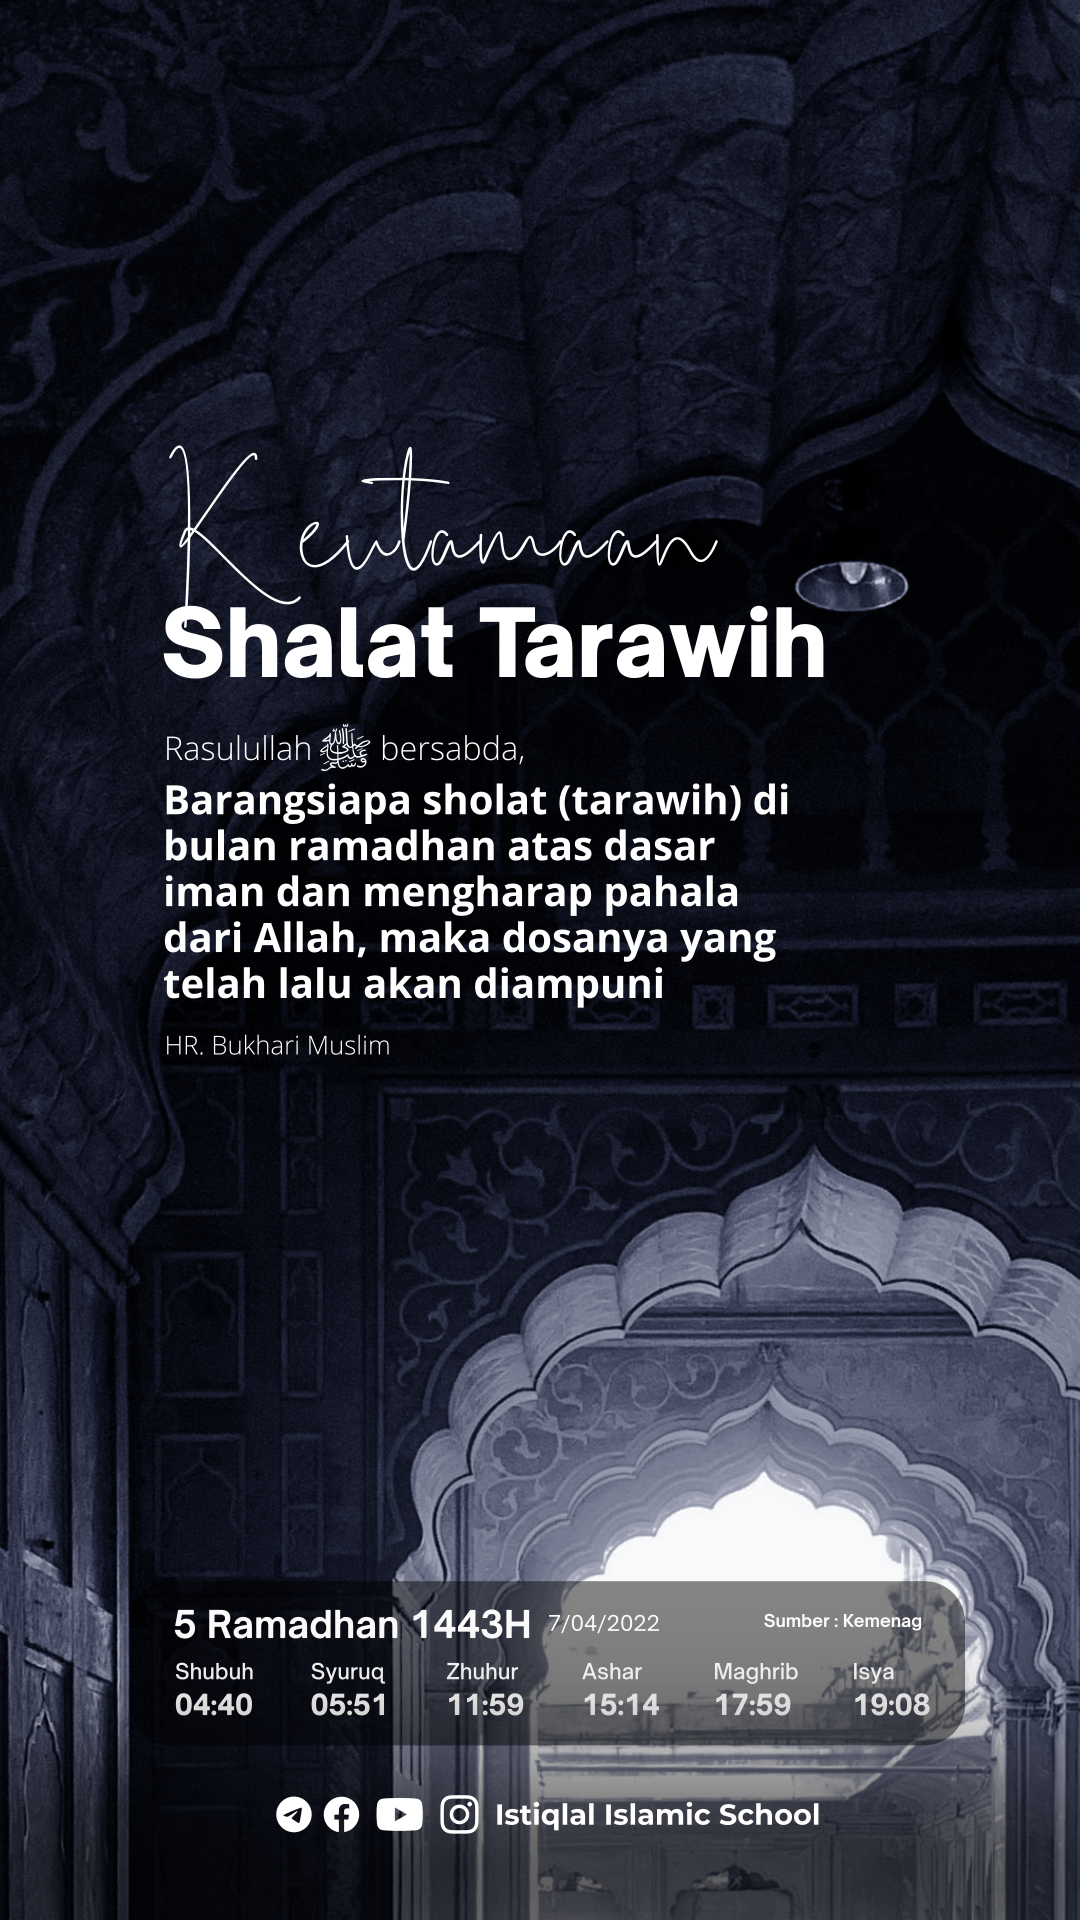 Keutamaan
Shalat Tarawih
Rasulullah ﷺ bersabda,
Barangsiapa sholat (tarawih) di
bulan ramadhan atas dasar
iman dan mengharap pahala
dari Allah, maka dosanya yang
telah lalu akan diampuni
HR. Bukhari Muslim
5 Ramadhan 1443H 7/04/2022 Sumber : Kemenag
Shubuh Syuruq Zhuhur Ashar Maghrib Isya
04:40 05:51 11:59 15:14 17:59 19:08
Istiqlal Islamic School